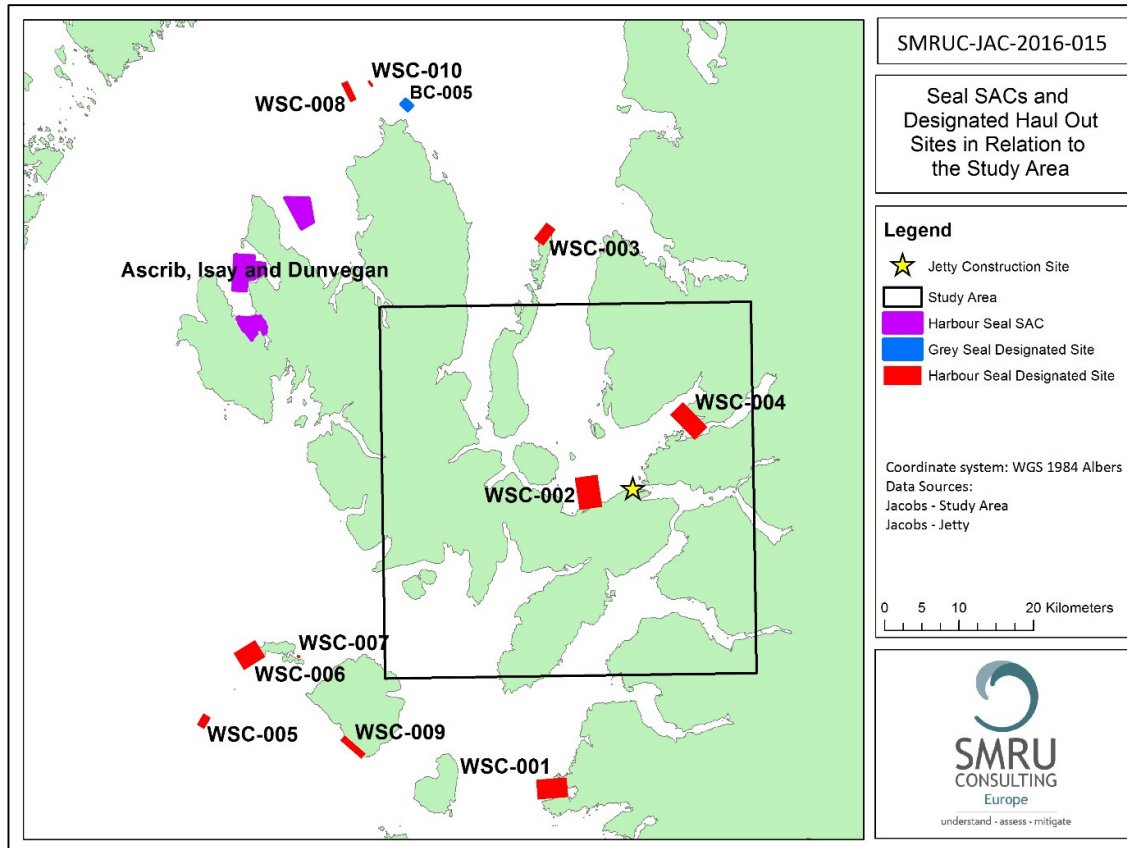 WSC-010
WSC-008
BC-005
WSC-003
Ascrib, Isay and Dunvegan
WSC-004
WSC-002
WSC-007
WSC-006
WSC-005
WSC-009
WSC-001
SMRUC-JAC-2016-015
Seal SACs and
Designated Haul Out
Sites in Relation to
the Study Area
Legend
Jetty Construction Site
Study Area
Harbour Seal SAC
Grey Seal Designated Site
Harbour Seal Designated Site
Coordinate system: WGS 1984 Albers
Data Sources:
Jacobs - Study Area
Jacobs - Jetty
0 5 10 20 Kilometers
SMRU
CONSULTING
Europe
understand - assess - mitigate